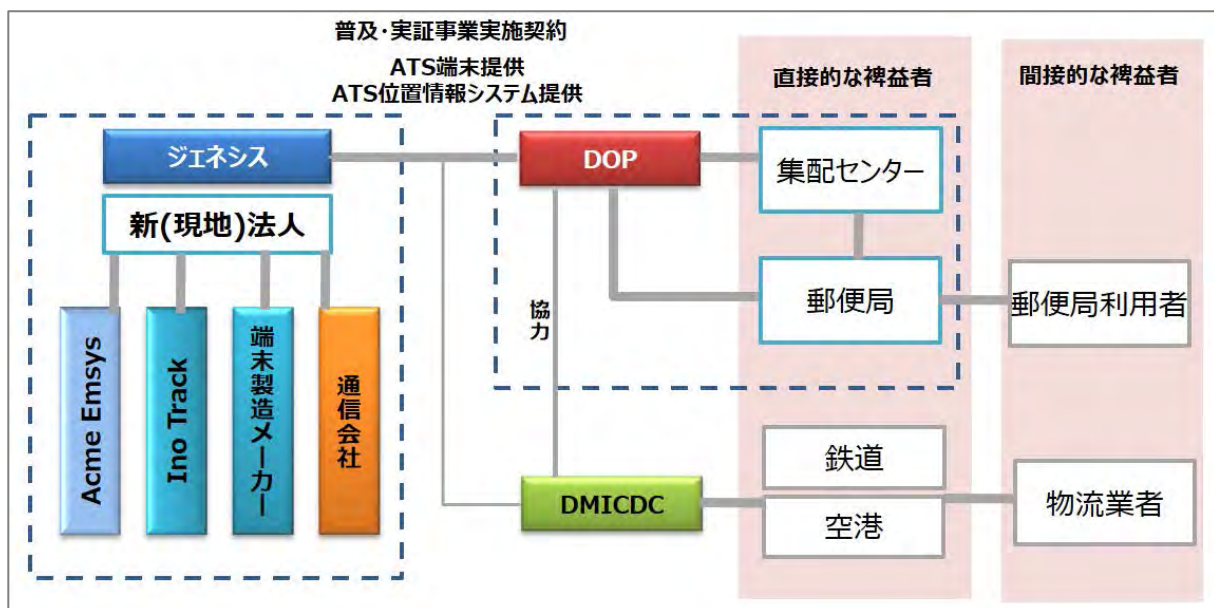 普及・実証事業実施契約
ATS端末提供
ATS位置情報システム提供
直接的な裨益者
間接的な裨益者
ジェネシス
DOP
集配センター
新(現地)法人
郵便局
郵便局利用者
協力
Acme Emsys
Ino Track
端末製造メーカー
通信会社
鉄道
DMICDC
空港
物流業者